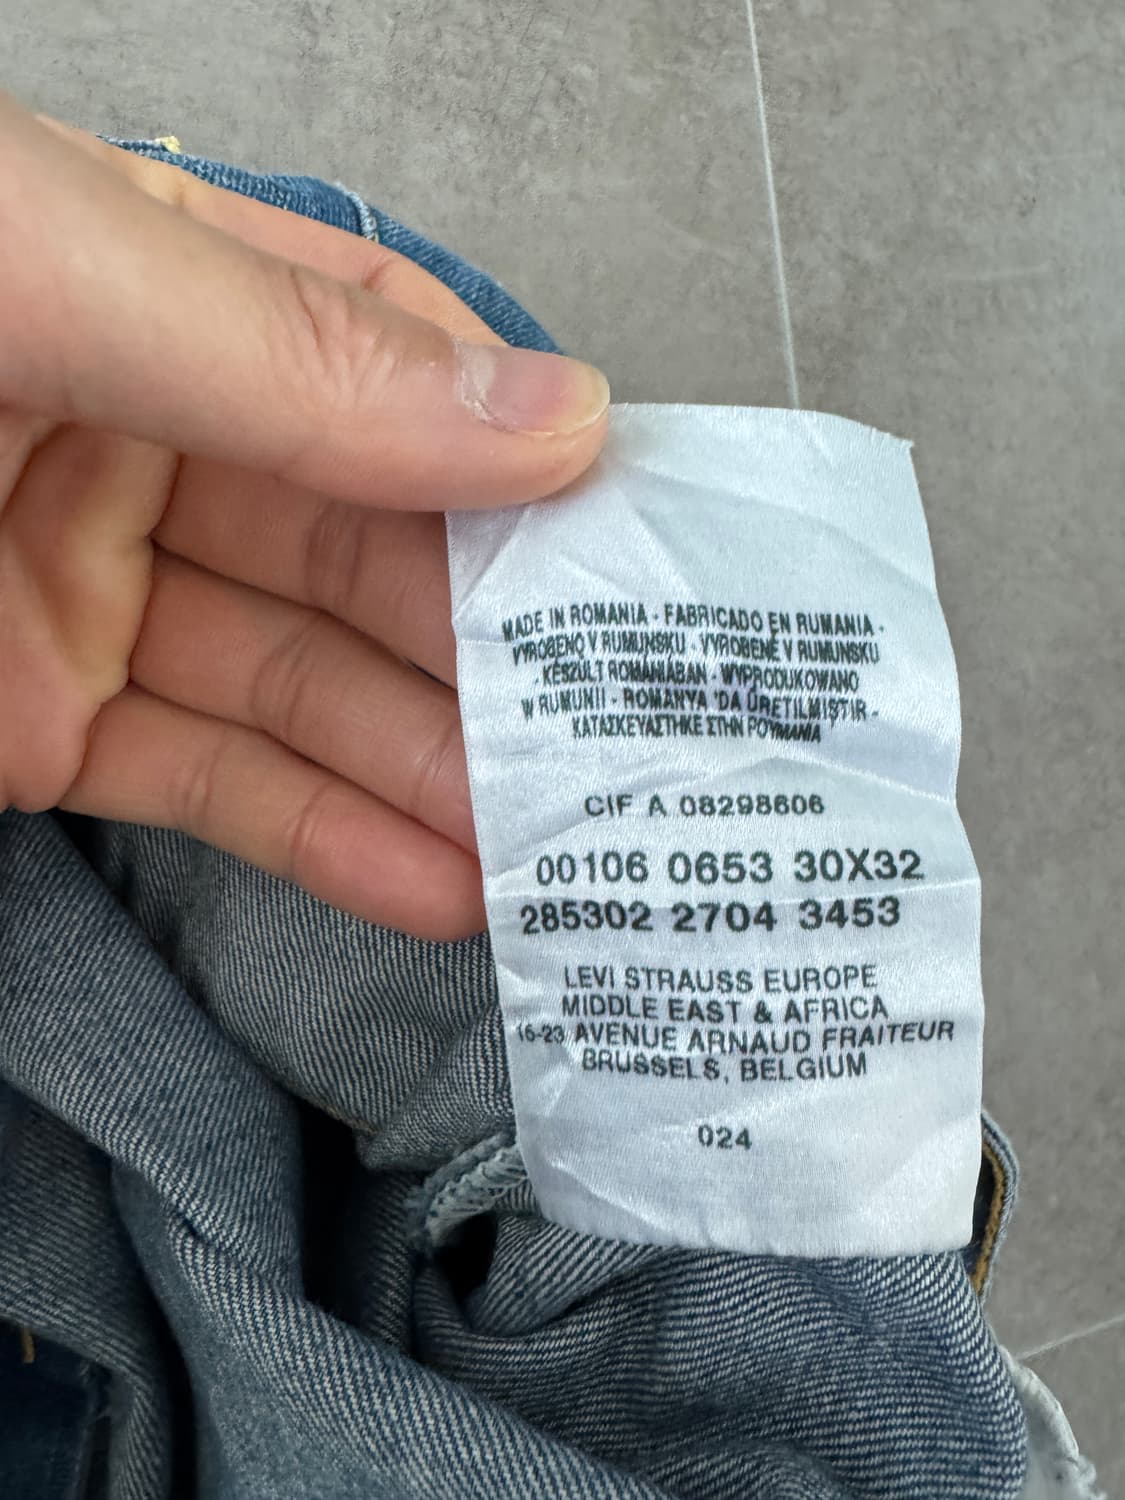 MADE IN ROMANIA - FABRICADO EN RUMANIA -
VYROBENO V RUMUNSKU - VYROBENÉ V RUMUNSKU
- KÉSZÜLT ROMÁNIÁBAN - WYPRODUKOWANO
W RUMUNII - ROMANYA 'DA ÜRETILMIŞTIR -
ΚΑΤΑΣΚΕΥΑΣΤΗΚΕ ΣΤΗΝ ΡΟΥΜΑΝΙΑ
CIF A 08298606
00106 0653 30X32
285302 2704 3453
LEVI STRAUSS EUROPE
MIDDLE EAST & AFRICA
16-23 AVENUE ARNAUD FRAITEUR
BRUSSELS, BELGIUM
024